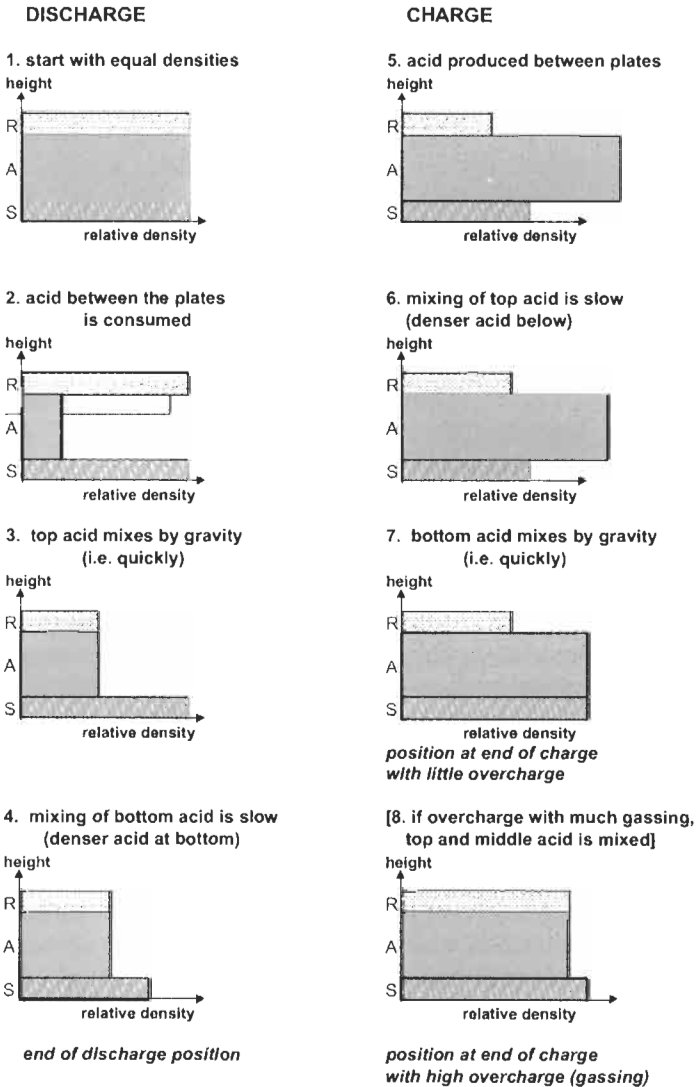 DISCHARGE
1. start with equal densities
height
R
A
S
relative density
2. acid between the plates
is consumed
height
R
A
S
relative density
3. top acid mixes by gravity
(i.e. quickly)
height
R
A
S
relative density
4. mixing of bottom acid is slow
(denser acid at bottom)
height
R
A
S
relative density
end of discharge position
CHARGE
5. acid produced between plates
height
R
A
S
relative density
6. mixing of top acid is slow
(denser acid below)
height
R
A
S
relative density
7. bottom acid mixes by gravity
(i.e. quickly)
height
R
A
S
relative density
position at end of charge
with little overcharge
[8. if overcharge with much gassing,
top and middle acid is mixed]
height
R
A
S
relative density
position at end of charge
with high overcharge (gassing)